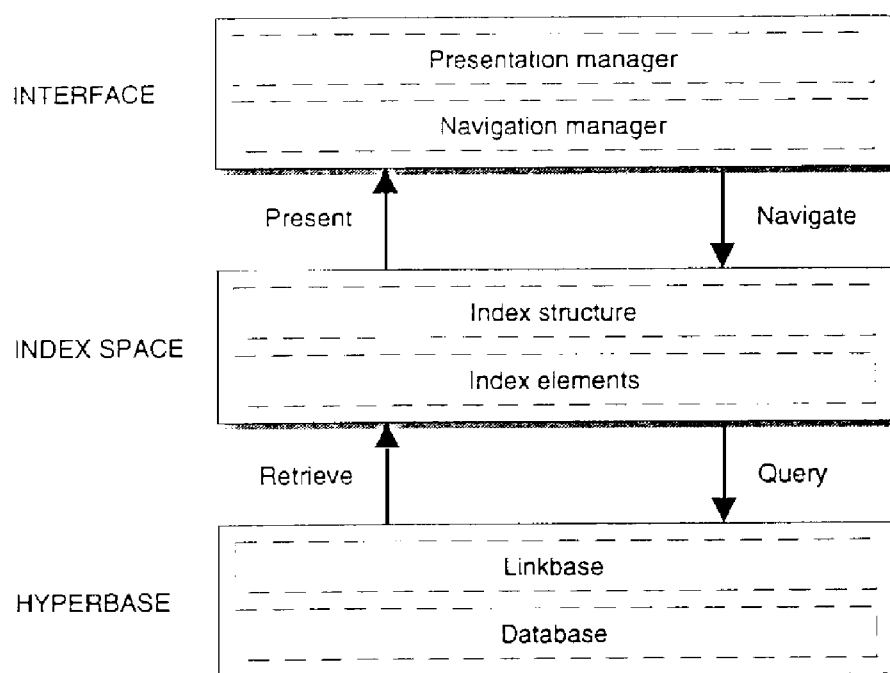 Presentation manager
INTERFACE
Navigation manager
Present
Navigate
Index structure
INDEX SPACE
Index elements
Retrieve
Query
Linkbase
HYPERBASE
Database